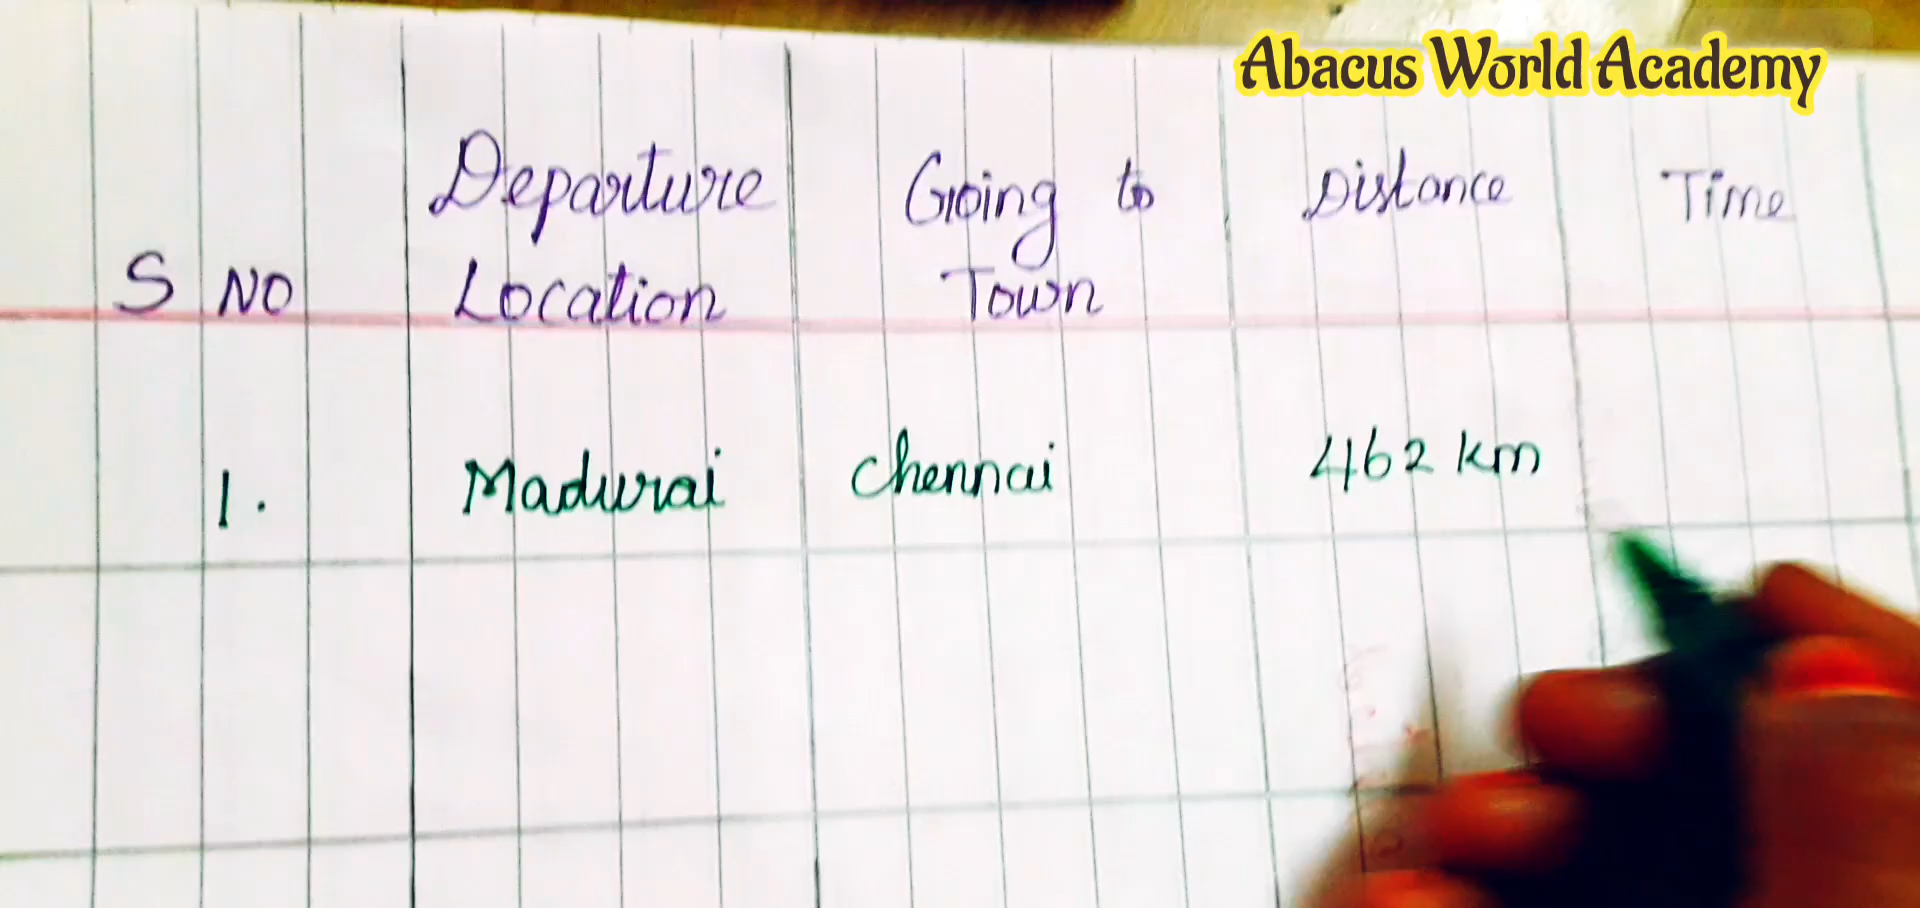 Abacus World Academy
Departure Going to Distance Time
S NO Location Town
1. Madurai Chennai 462 km